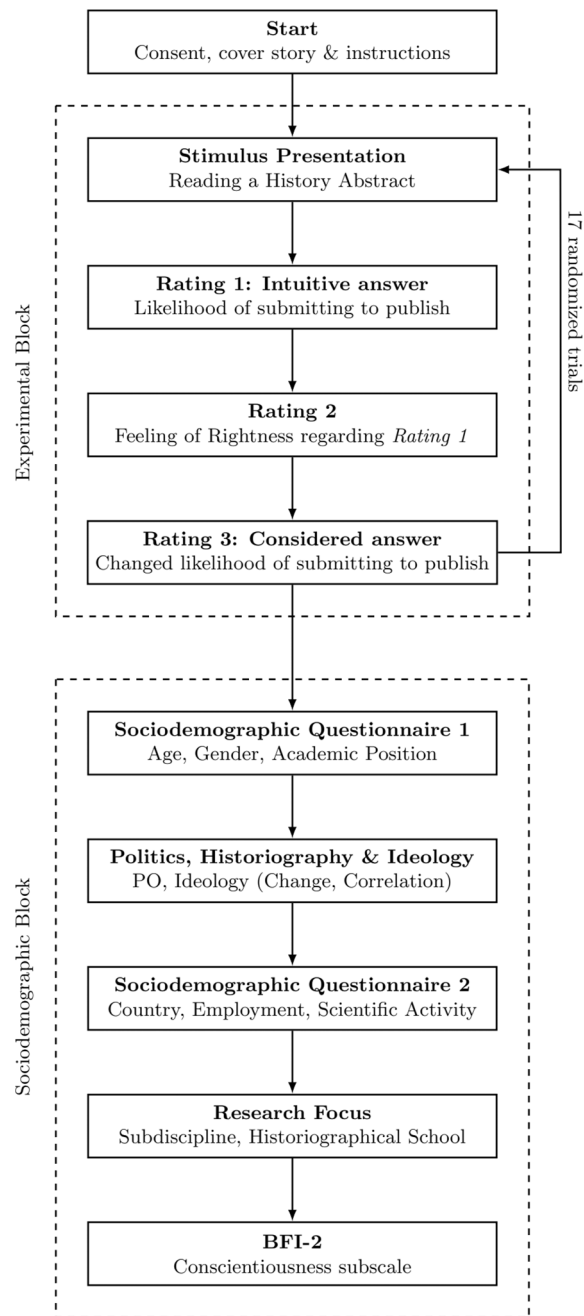 Start
Consent, cover story & instructions
Stimulus Presentation
Reading a History Abstract
17 randomized trials
Rating 1: Intuitive answer
Likelihood of submitting to publish
Experimental Block
Rating 2
Feeling of Rightness regarding Rating 1
Rating 3: Considered answer
Changed likelihood of submitting to publish
Sociodemographic Questionnaire 1
Age, Gender, Academic Position
Politics, Historiography & Ideology
PO, Ideology (Change, Correlation)
Sociodemographic Block
Sociodemographic Questionnaire 2
Country, Employment, Scientific Activity
Research Focus
Subdiscipline, Historiographical School
BFI-2
Conscientiousness subscale